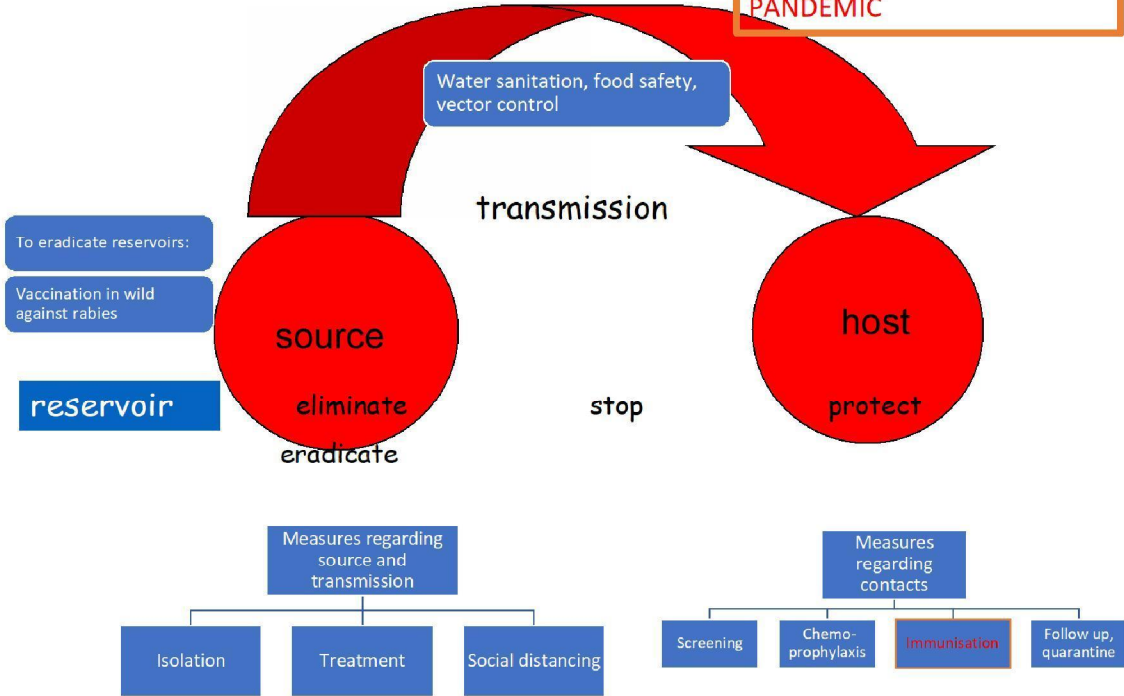 PANDEMIC
Water sanitation, food safety,
vector control
transmission
To eradicate reservoirs:
Vaccination in wild
against rabies
source
host
reservoir
eliminate
stop
protect
eradicate
Measures regarding
source and
transmission
Isolation
Treatment
Social distancing
Measures
regarding
contacts
Screening
Chemo-
prophylaxis
Immunisation
Follow up,
quarantine